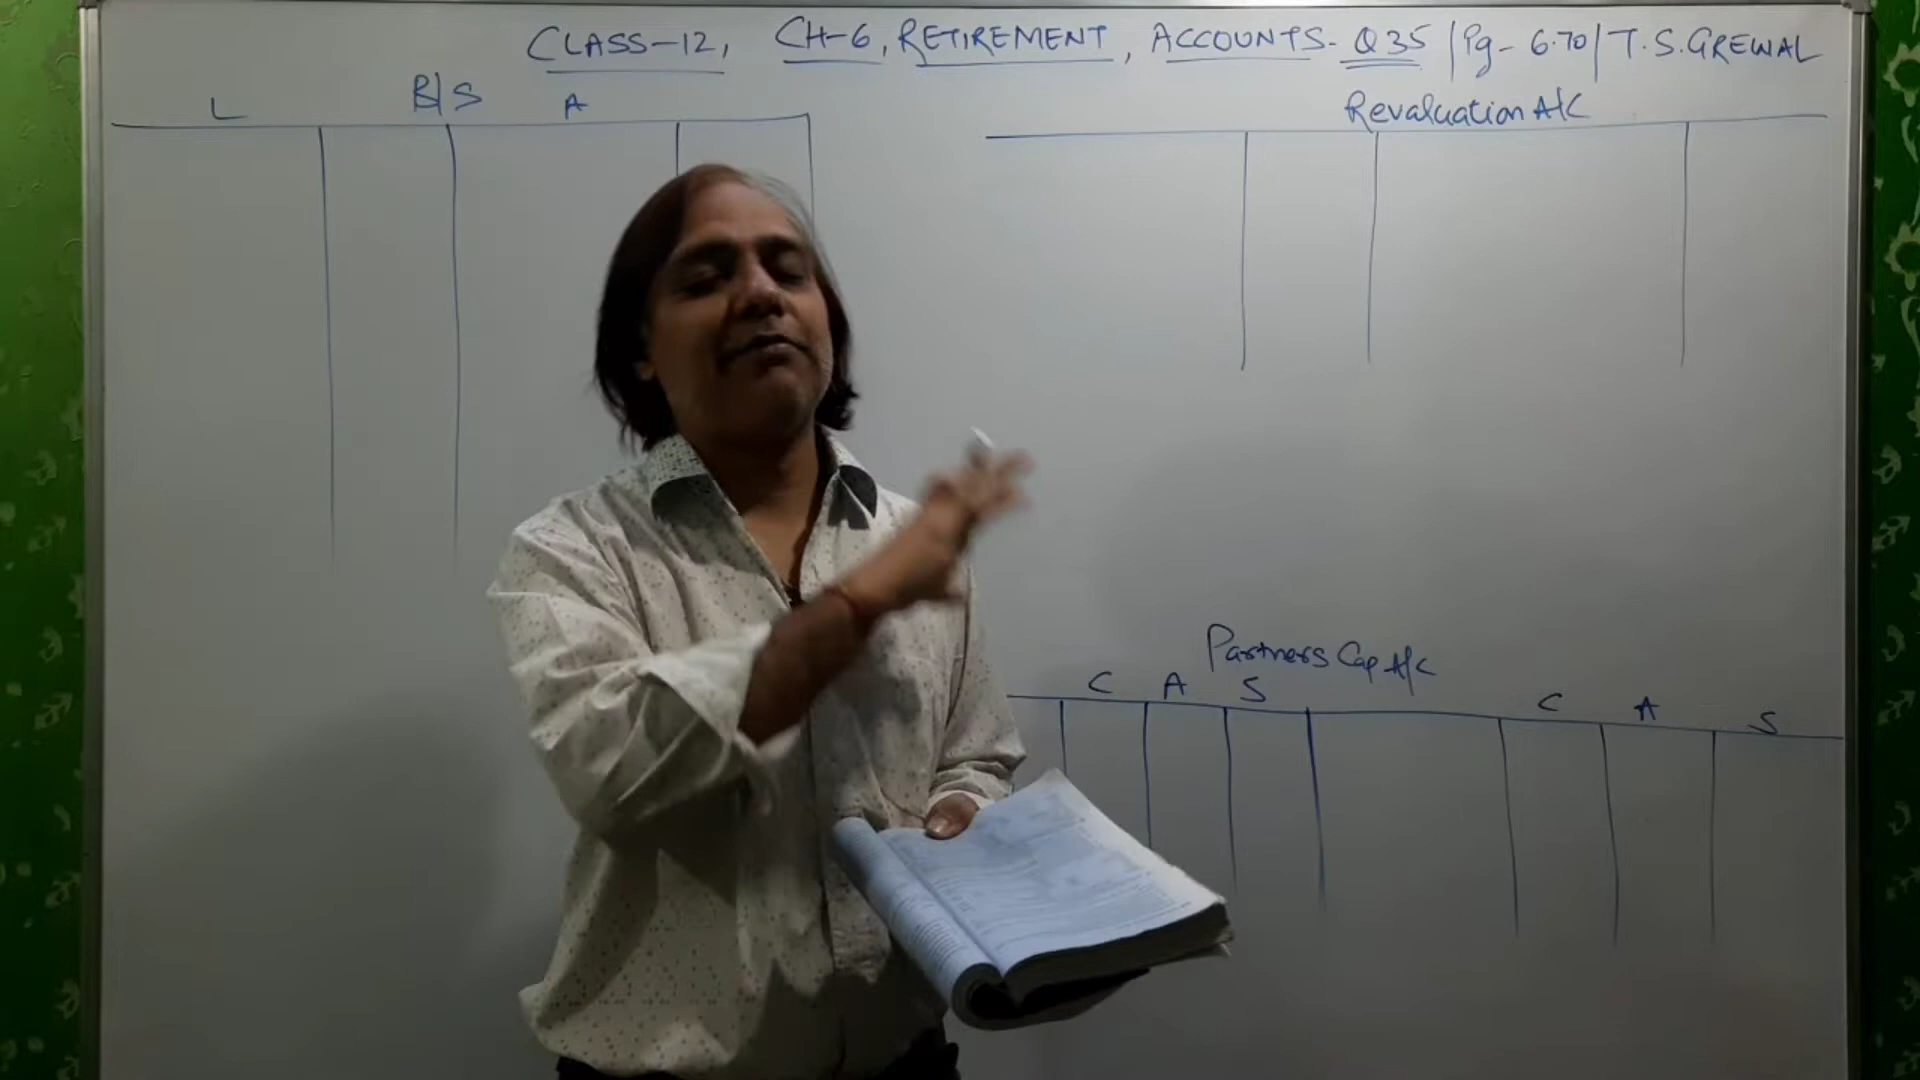 CLASS-12, CH-6, RETIREMENT, ACCOUNTS- Q35 / Pg- 6.70 / T.S. GREWAL
L B/S A
Revaluation A/C
Partners Cap A/c
C A S C A S